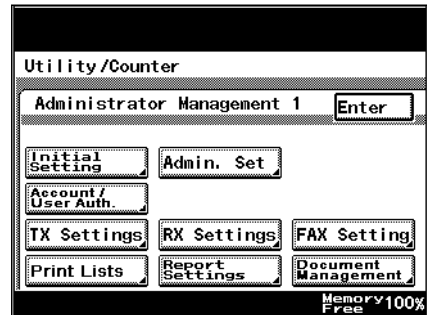 Utility/Counter
Administrator Management 1 Enter
Initial Setting
Admin. Set
Account/
User Auth.
TX Settings RX Settings FAX Setting
Print Lists
Report
Settings
Document
Management
Memory Free 100%